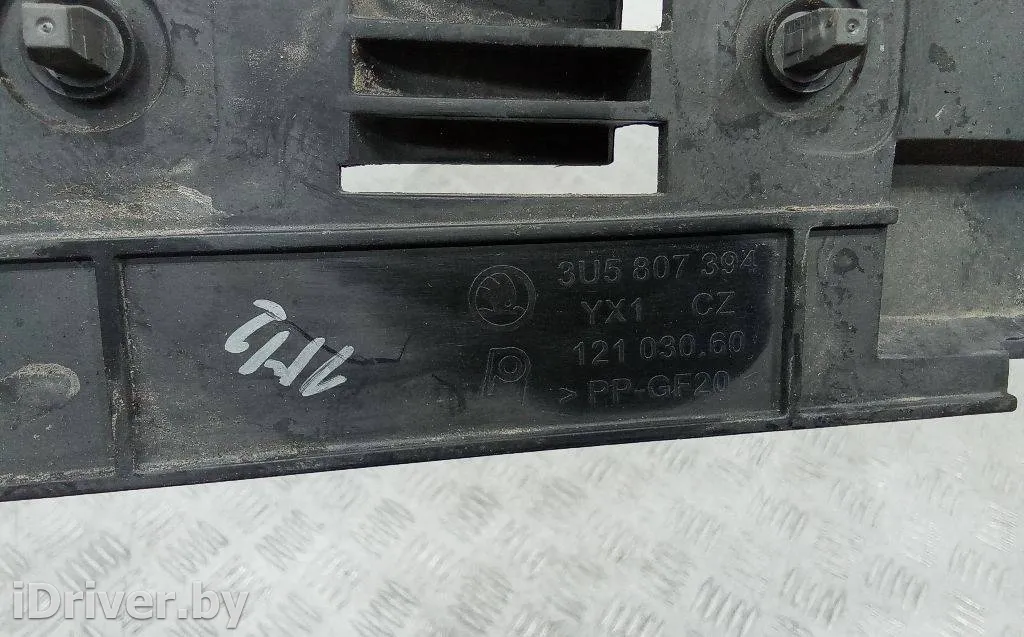 3U5 807 394
YX1 CZ
121 030.60
> PP-GF20
iDriver.by